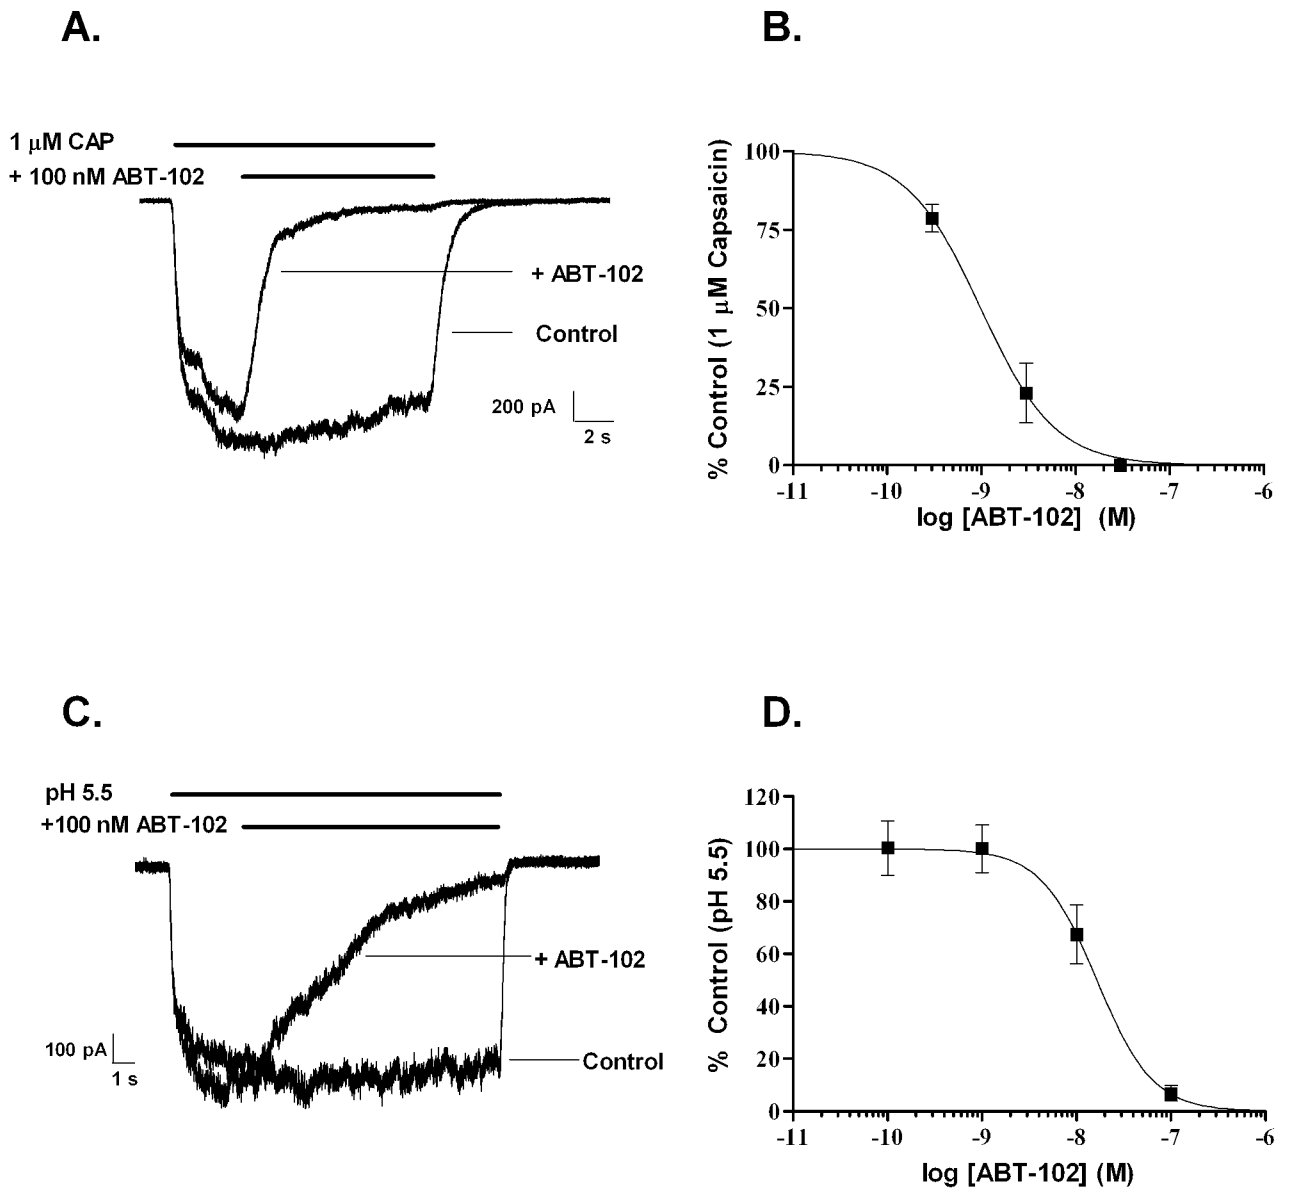 A.
1 μM CAP
+ 100 nM ABT-102
+ ABT-102
Control
200 pA
2 s
B.
% Control (1 μM Capsaicin)
100
75
50
25
0
-11 -10 -9 -8 -7 -6
log [ABT-102] (M)
C.
pH 5.5
+100 nM ABT-102
+ ABT-102
Control
100 pA
1 s
D.
% Control (pH 5.5)
120
100
80
60
40
20
0
-11 -10 -9 -8 -7 -6
log [ABT-102] (M)